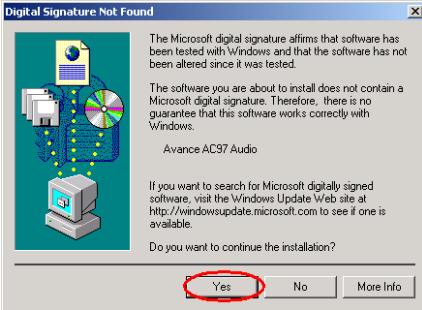 Digital Signature Not Found
The Microsoft digital signature affirms that software has
been tested with Windows and that the software has not
been altered since it was tested.
The software you are about to install does not contain a
Microsoft digital signature. Therefore, there is no
guarantee that this software works correctly with
Windows.
Avance AC97 Audio
If you want to search for Microsoft digitally signed
software, visit the Windows Update Web site at
http://windowsupdate.microsoft.com to see if one is
available.
Do you want to continue the installation?
Yes No More Info